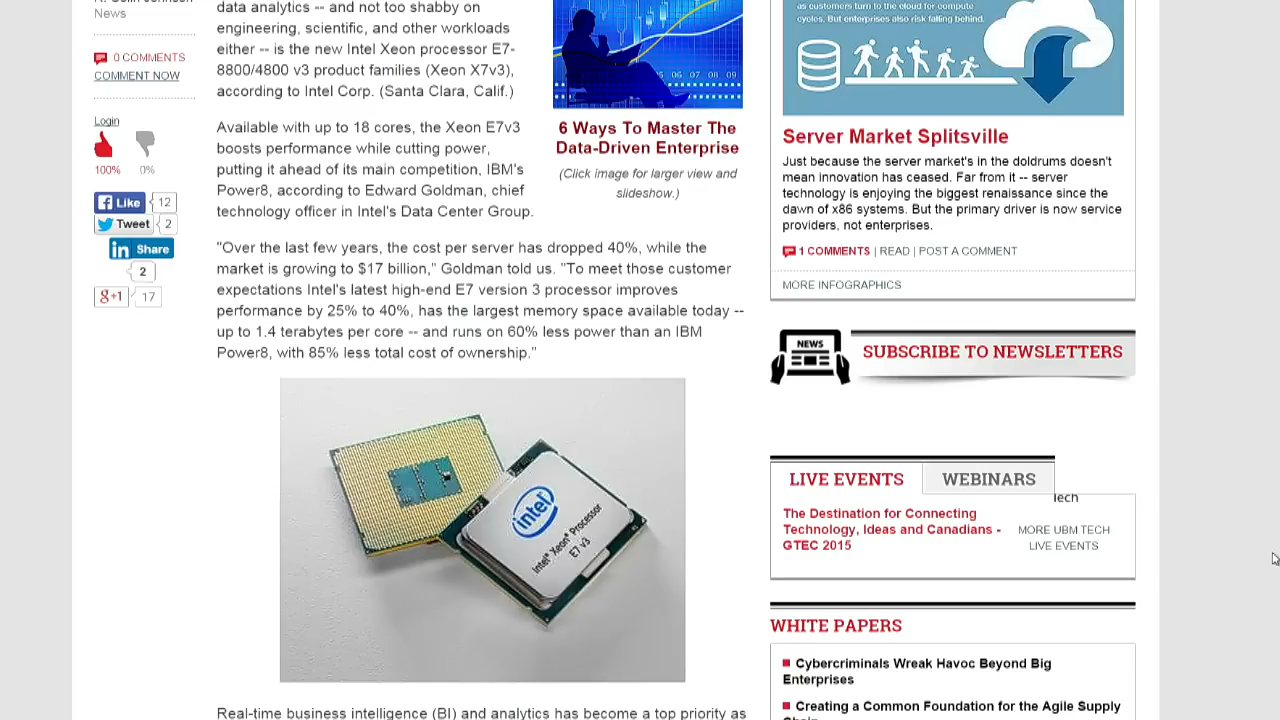 News
0 COMMENTS
COMMENT NOW
Login
100% 0%
Like 12
Tweet 2
in Share
2
g+1 17
data analytics -- and not too shabby on
engineering, scientific, and other workloads
either -- is the new Intel Xeon processor E7-
8800/4800 v3 product families (Xeon X7v3),
according to Intel Corp. (Santa Clara, Calif.)
Available with up to 18 cores, the Xeon E7v3
boosts performance while cutting power,
putting it ahead of its main competition, IBM's
Power8, according to Edward Goldman, chief
technology officer in Intel's Data Center Group.
05 06 07 08 09
6 Ways To Master The
Data-Driven Enterprise
(Click image for larger view and
slideshow.)
"Over the last few years, the cost per server has dropped 40%, while the
market is growing to $17 billion," Goldman told us. "To meet those customer
expectations Intel's latest high-end E7 version 3 processor improves
performance by 25% to 40%, has the largest memory space available today --
up to 1.4 terabytes per core -- and runs on 60% less power than an IBM
Power8, with 85% less total cost of ownership."
intel
Intel® Xeon® Processor
E7 v3
Real-time business intelligence (BI) and analytics has become a top priority as
customers turn to the cloud for compute
cycles. But enterprises also risk falling behind.
Server Market Splitsville
Just because the server market's in the doldrums doesn't
mean innovation has ceased. Far from it -- server
technology is enjoying the biggest renaissance since the
dawn of x86 systems. But the primary driver is now service
providers, not enterprises.
1 COMMENTS | READ | POST A COMMENT
MORE INFOGRAPHICS
NEWS
SUBSCRIBE TO NEWSLETTERS
LIVE EVENTS WEBINARS
Tech
The Destination for Connecting
Technology, Ideas and Canadians -
GTEC 2015
MORE UBM TECH
LIVE EVENTS
WHITE PAPERS
Cybercriminals Wreak Havoc Beyond Big
Enterprises
Creating a Common Foundation for the Agile Supply